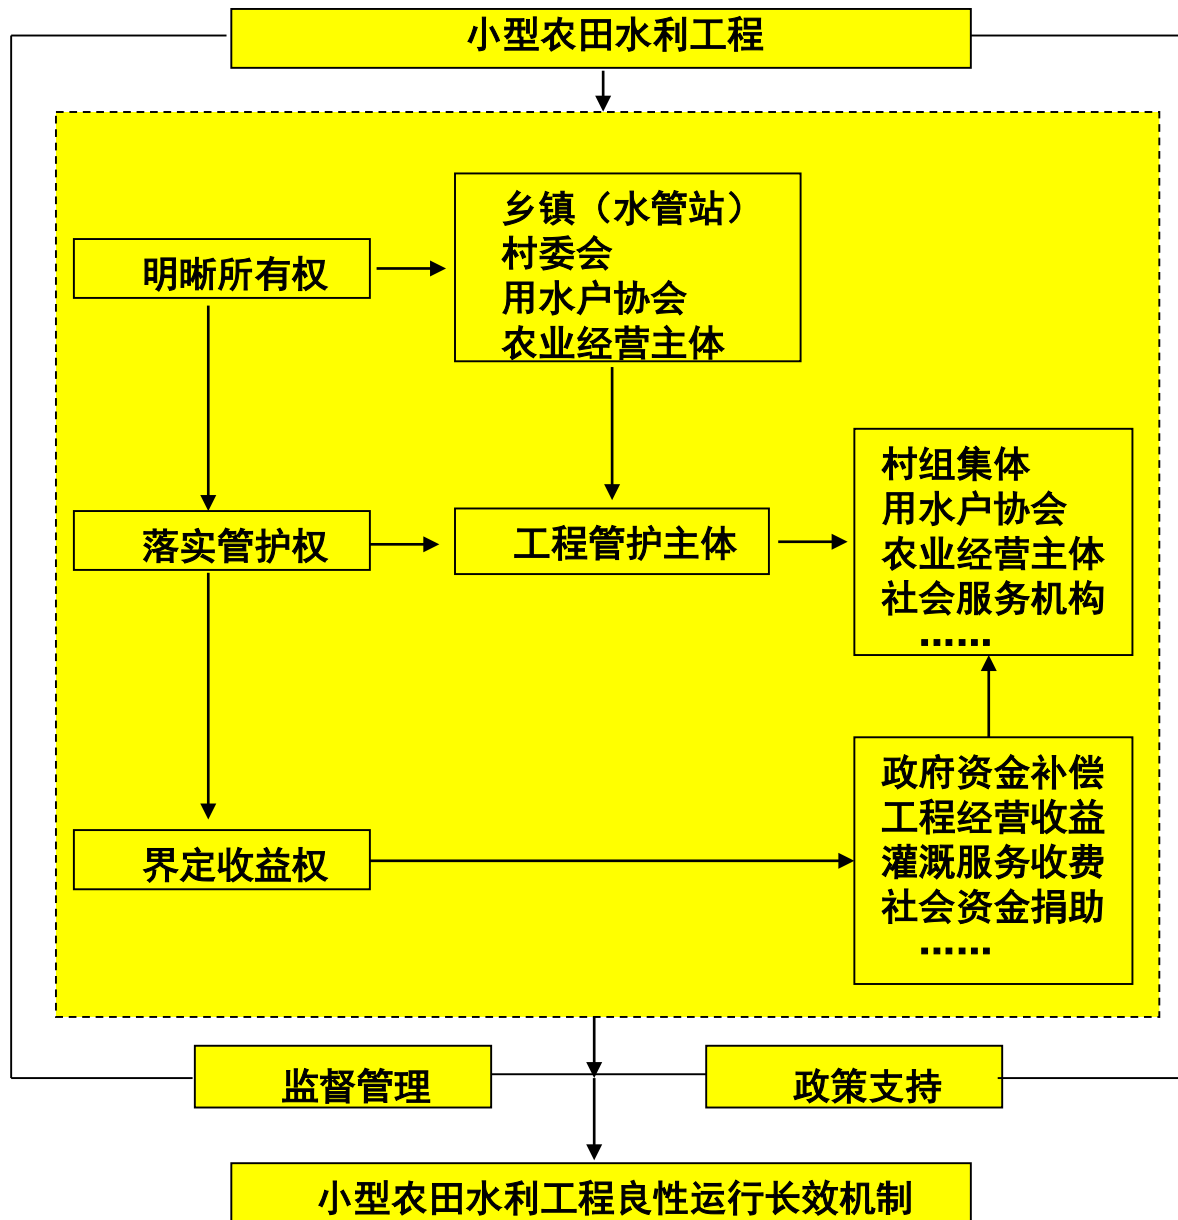 小型农田水利工程
乡镇（水管站）
村委会
用水户协会
农业经营主体
明晰所有权
村组集体
用水户协会
农业经营主体
社会服务机构
……
落实管护权
工程管护主体
政府资金补偿
工程经营收益
灌溉服务收费
社会资金捐助
……
界定收益权
监督管理
政策支持
小型农田水利工程良性运行长效机制